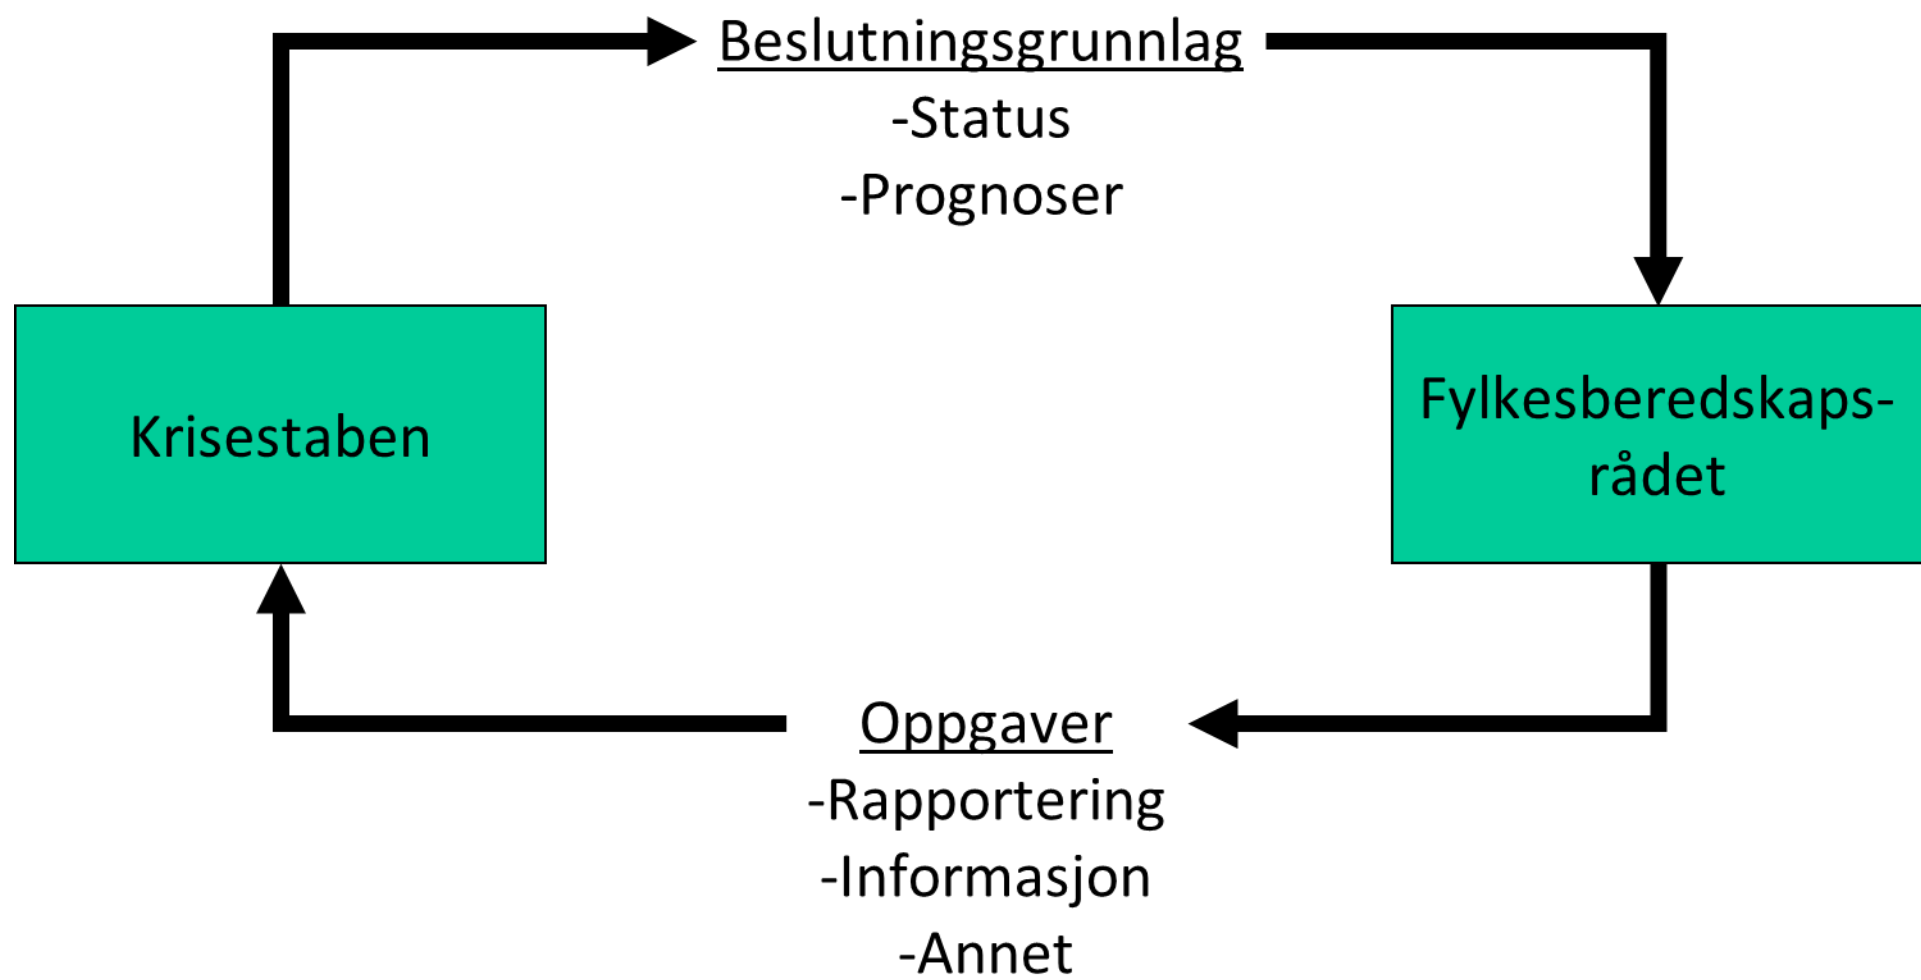 Beslutningsgrunnlag
-Status
-Prognoser
Krisestaben
Fylkesberedskaps-
rådet
Oppgaver
-Rapportering
-Informasjon
-Annet